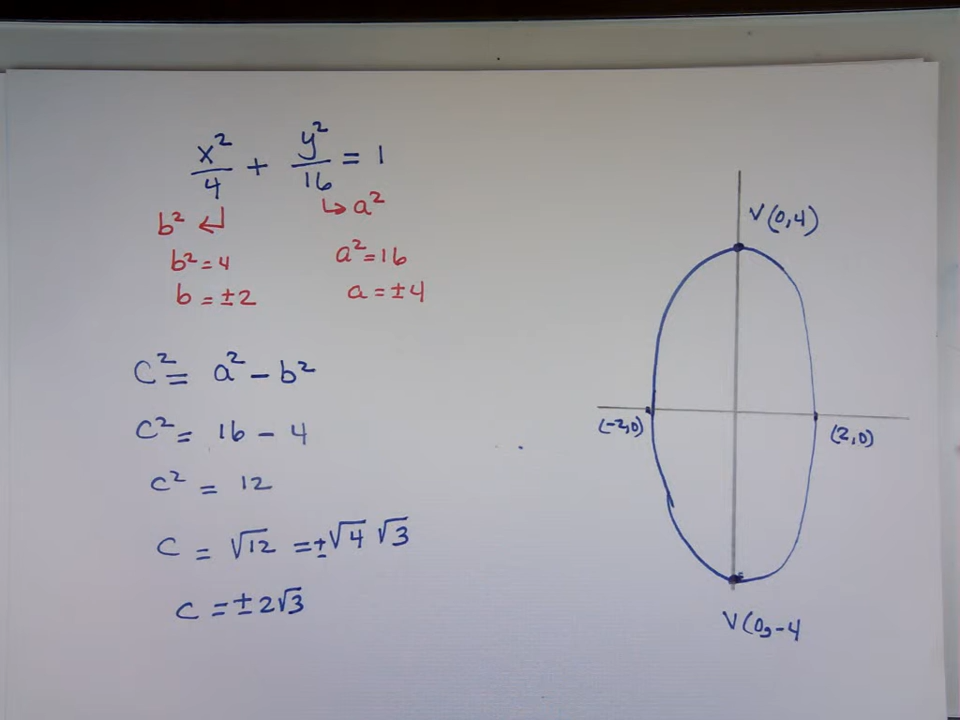 x²/4 + y²/16 = 1
b² ↲ ↳ a²
b² = 4 a² = 16
b = ±2 a = ±4
C² = a² - b²
C² = 16 - 4
c² = 12
C = √12 = ±√4 √3
C = ±2√3
V(0,4)
(-2,0) (2,0)
V(0,-4